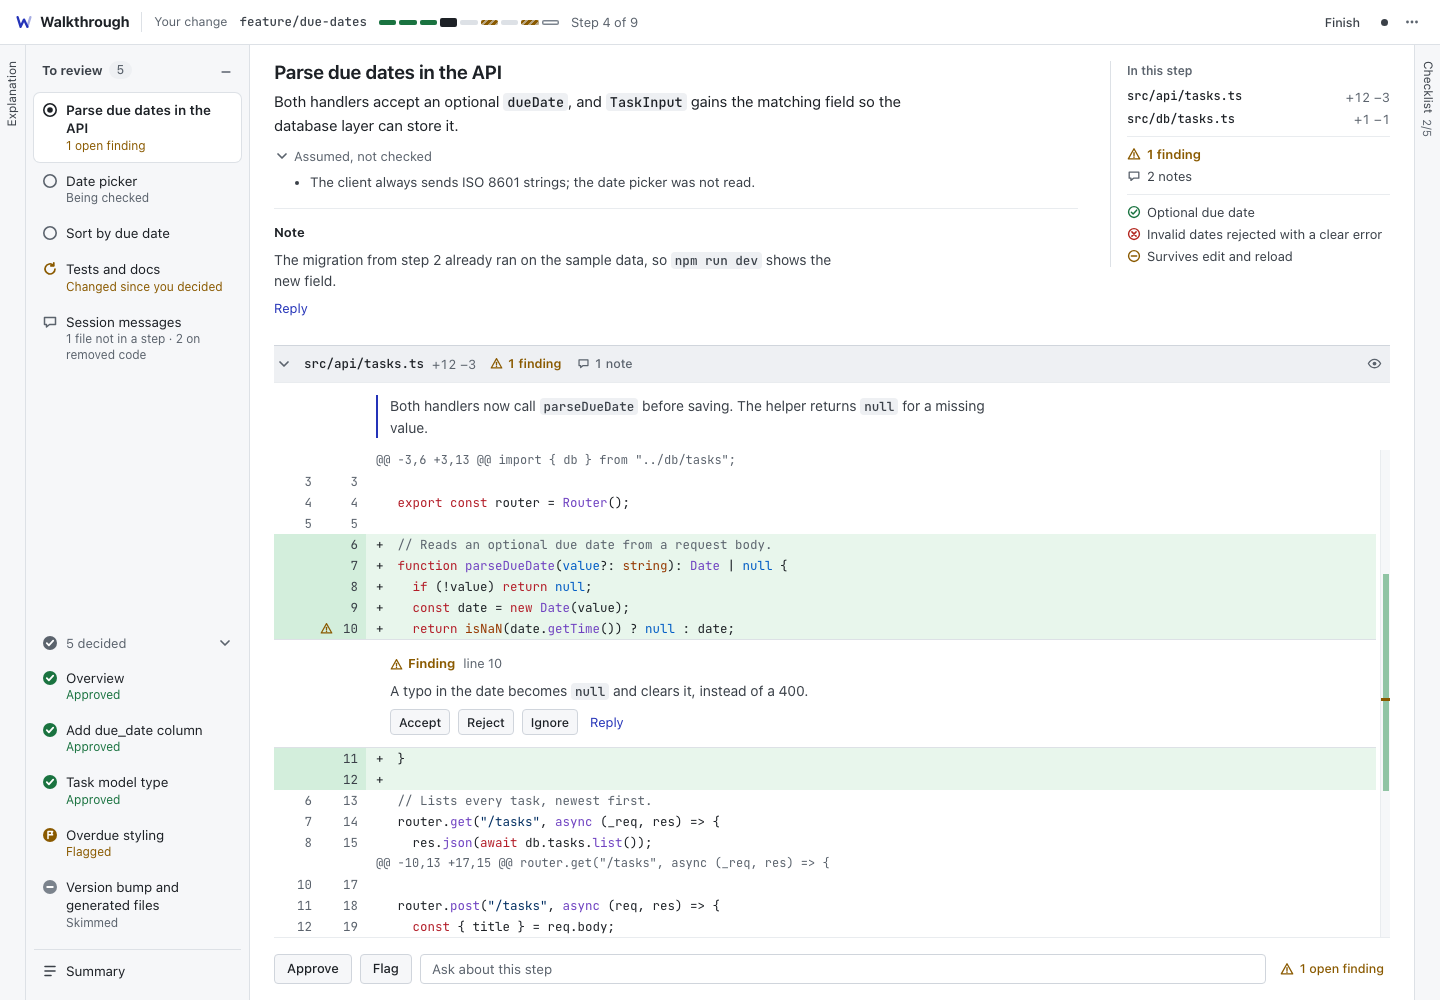 Walkthrough
Your change feature/due-dates Step 4 of 9
Finish
Explanation
To review 5
Parse due dates in the
API
1 open finding
Date picker
Being checked
Sort by due date
Tests and docs
Changed since you decided
Session messages
1 file not in a step · 2 on
removed code
5 decided
Overview
Approved
Add due_date column
Approved
Task model type
Approved
Overdue styling
Flagged
Version bump and
generated files
Skimmed
Summary
Parse due dates in the API
Both handlers accept an optional dueDate, and TaskInput gains the matching field so the
database layer can store it.
Assumed, not checked
• The client always sends ISO 8601 strings; the date picker was not read.
Note
The migration from step 2 already ran on the sample data, so npm run dev shows the
new field.
Reply
In this step
src/api/tasks.ts +12 −3
src/db/tasks.ts +1 −1
1 finding
2 notes
Optional due date
Invalid dates rejected with a clear error
Survives edit and reload
Checklist 2/5
src/api/tasks.ts +12 −3 1 finding 1 note
Both handlers now call parseDueDate before saving. The helper returns null for a missing
value.
@@ -3,6 +3,13 @@ import { db } from "../db/tasks";
3 3
4 4 export const router = Router();
5 5
6 + // Reads an optional due date from a request body.
7 + function parseDueDate(value?: string): Date | null {
8 + if (!value) return null;
9 + const date = new Date(value);
10 + return isNaN(date.getTime()) ? null : date;
Finding line 10
A typo in the date becomes null and clears it, instead of a 400.
Accept Reject Ignore Reply
11 + }
12 +
6 13 // Lists every task, newest first.
7 14 router.get("/tasks", async (_req, res) => {
8 15 res.json(await db.tasks.list());
@@ -10,13 +17,15 @@ router.get("/tasks", async (_req, res) => {
10 17
11 18 router.post("/tasks", async (req, res) => {
12 19 const { title } = req.body;
Approve Flag Ask about this step 1 open finding